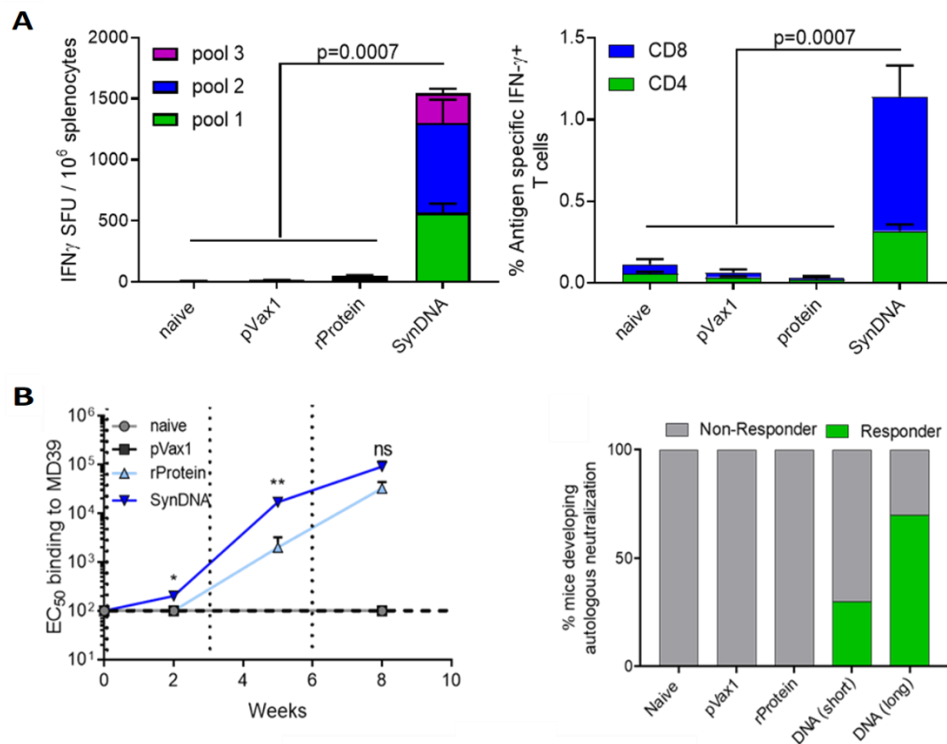 A
IFNγ SFU / 10⁶ splenocytes
2000
1500
1000
500
0
pool 3
pool 2
pool 1
p=0.0007
naive
pVax1
rProtein
SynDNA
% Antigen specific IFN-γ+
T cells
1.5
1.0
0.5
0.0
CD8
CD4
p=0.0007
naive
pVax1
protein
SynDNA
B
EC₅₀ binding to MD39
10⁶
10⁵
10⁴
10³
10²
10¹
naive
pVax1
rProtein
SynDNA
*
**
ns
0
2
4
6
8
10
Weeks
Non-Responder
Responder
% mice developing
autologous neutralization
100
50
0
Naive
pVax1
rProtein
DNA (short)
DNA (long)